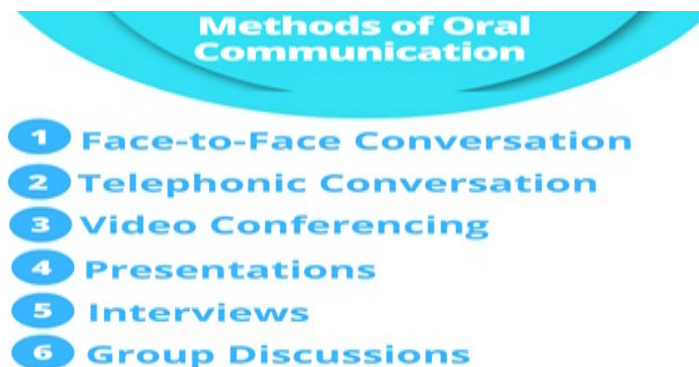 Methods of Oral
Communication
1 Face-to-Face Conversation
2 Telephonic Conversation
3 Video Conferencing
4 Presentations
5 Interviews
6 Group Discussions